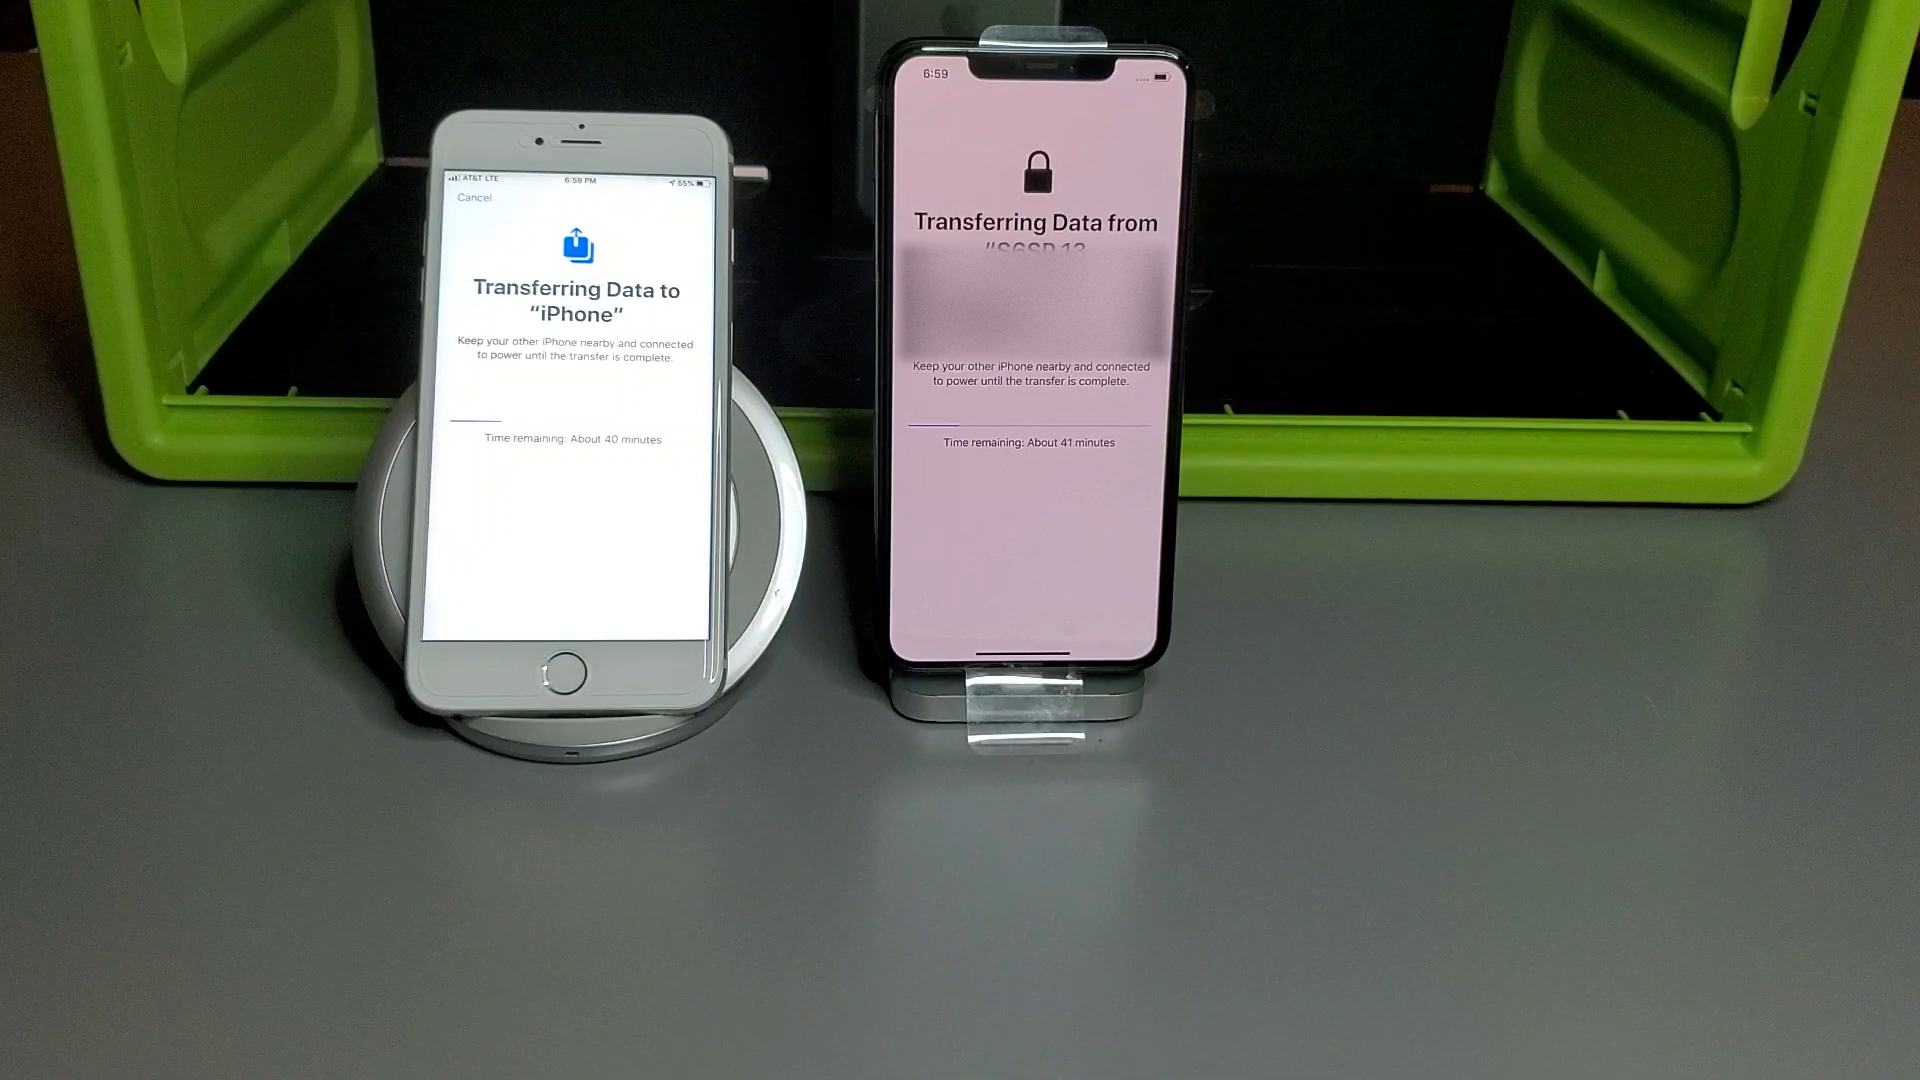 AT&T LTE 6:59 PM 55%
Cancel
Transferring Data to
“iPhone”
Keep your other iPhone nearby and connected
to power until the transfer is complete.
Time remaining: About 40 minutes
6:59
Transferring Data from
Keep your other iPhone nearby and connected
to power until the transfer is complete.
Time remaining: About 41 minutes